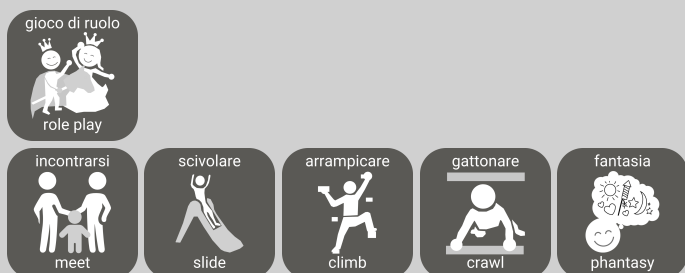 gioco di ruolo
role play
incontrarsi
meet
scivolare
slide
arrampicare
climb
gattonare
crawl
fantasia
phantasy